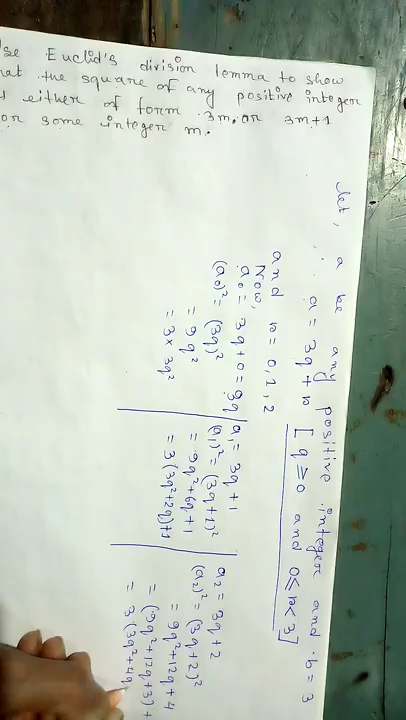 se Euclid's division lemma to show
hat the square of any positive integer
s either of form 3m, or 3m+1
or some integer m.
let, a be any positive integer and b = 3
∴ a = 3q + r [q ≥ 0 and 0 ≤ r < 3]
and r = 0, 1, 2
Now,
a₀ = 3q + 0 = 3q
(a₀)² = (3q)²
= 9q²
= 3 × 3q²
a₁ = 3q + 1
(a₁)² = (3q+1)²
= 9q² + 6q + 1
= 3(3q²+2q)+1
a₂ = 3q + 2
(a₂)² = (3q+2)²
= 9q² + 12q + 4
= (9q² + 12q + 3) +
= 3(3q² + 4q